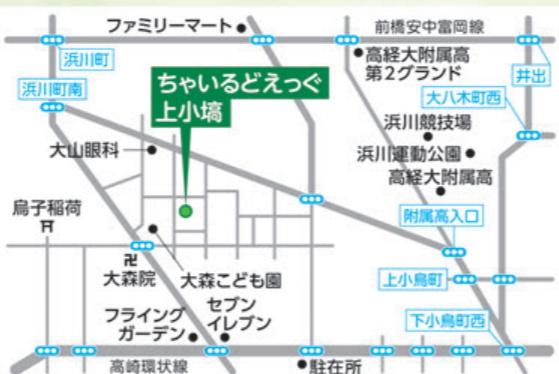 ファミリーマート
前橋安中富岡線
浜川町
高経大附属高
第2グランド
井出
浜川町南
ちゃいるどえっぐ
上小塙
大八木町西
浜川競技場
大山眼科
浜川運動公園
高経大附属高
烏子稲荷
附属高入口
大森院
大森こども園
上小鳥町
フライング
ガーデン
セブン
イレブン
下小鳥町西
高崎環状線
駐在所